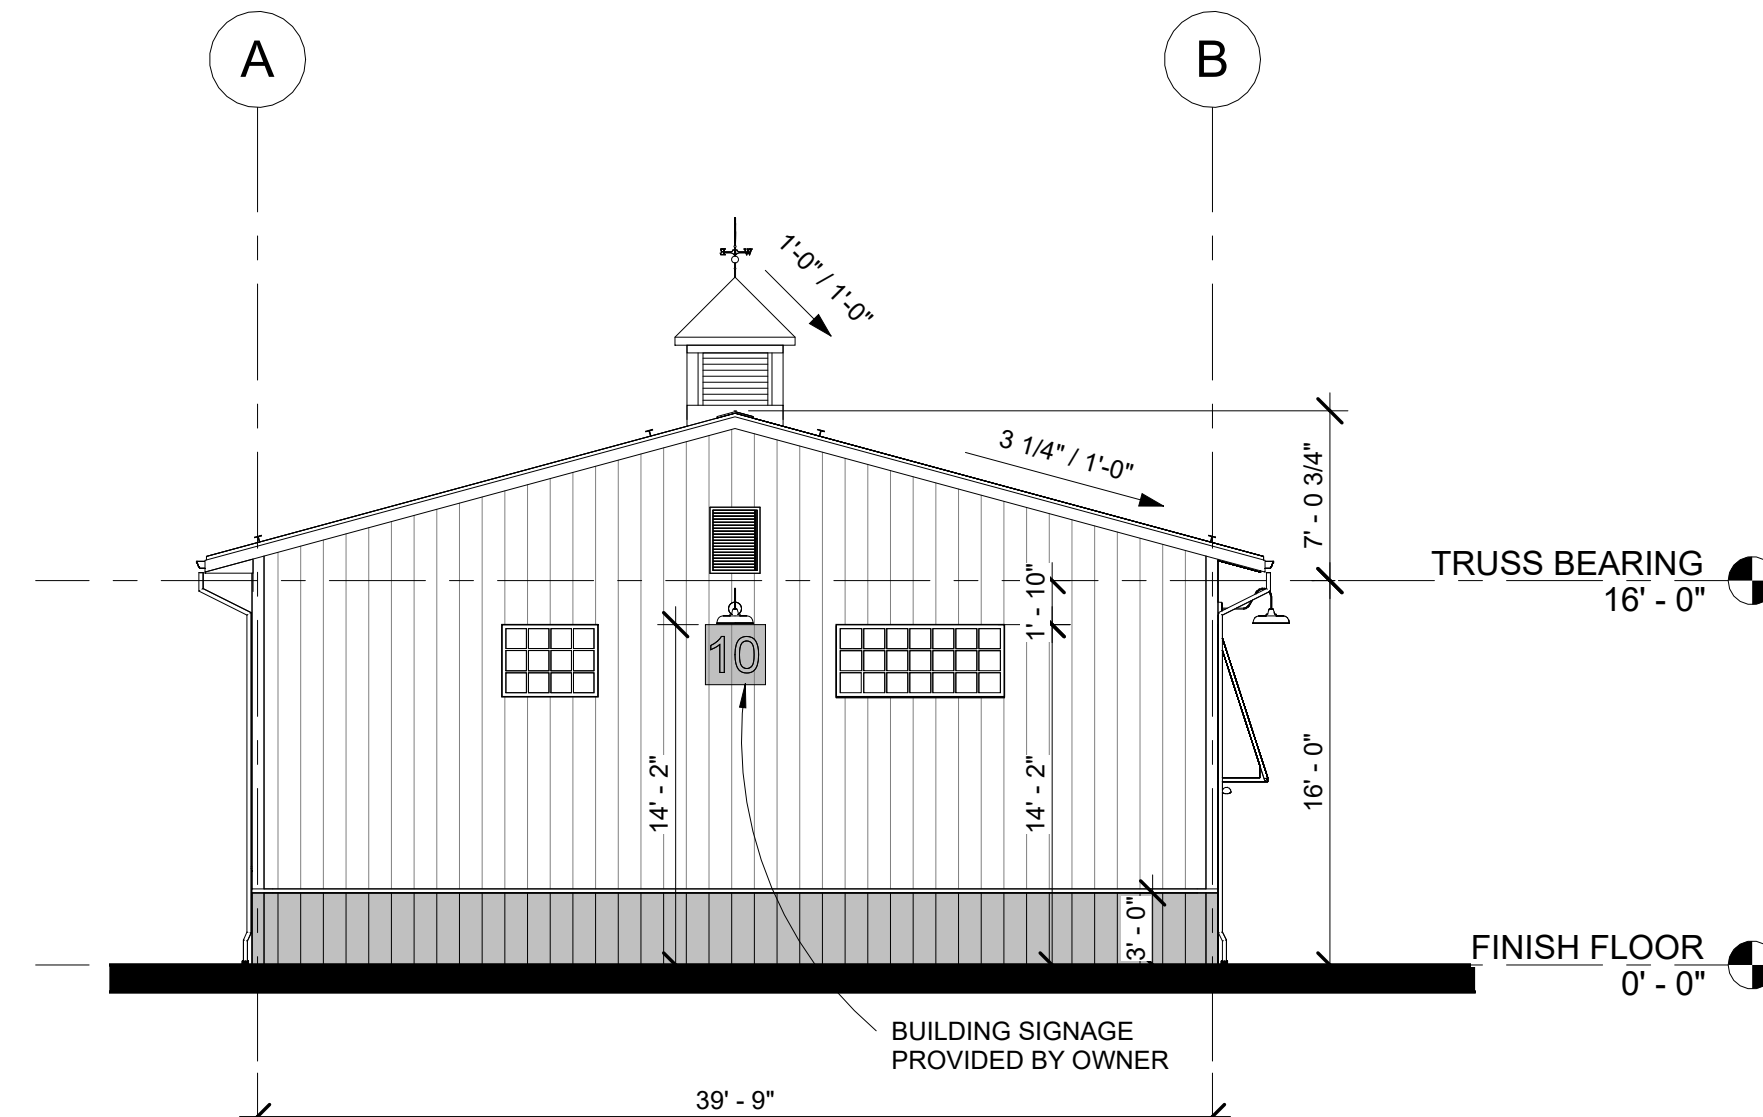 A
B
W
1'-0" / 1'-0"
3 1/4" / 1'-0"
7' - 0 3/4"
TRUSS BEARING
16' - 0"
1' - 10"
10
14' - 2"
14' - 2"
16' - 0"
3' - 0"
FINISH FLOOR
0' - 0"
BUILDING SIGNAGE
PROVIDED BY OWNER
39' - 9"